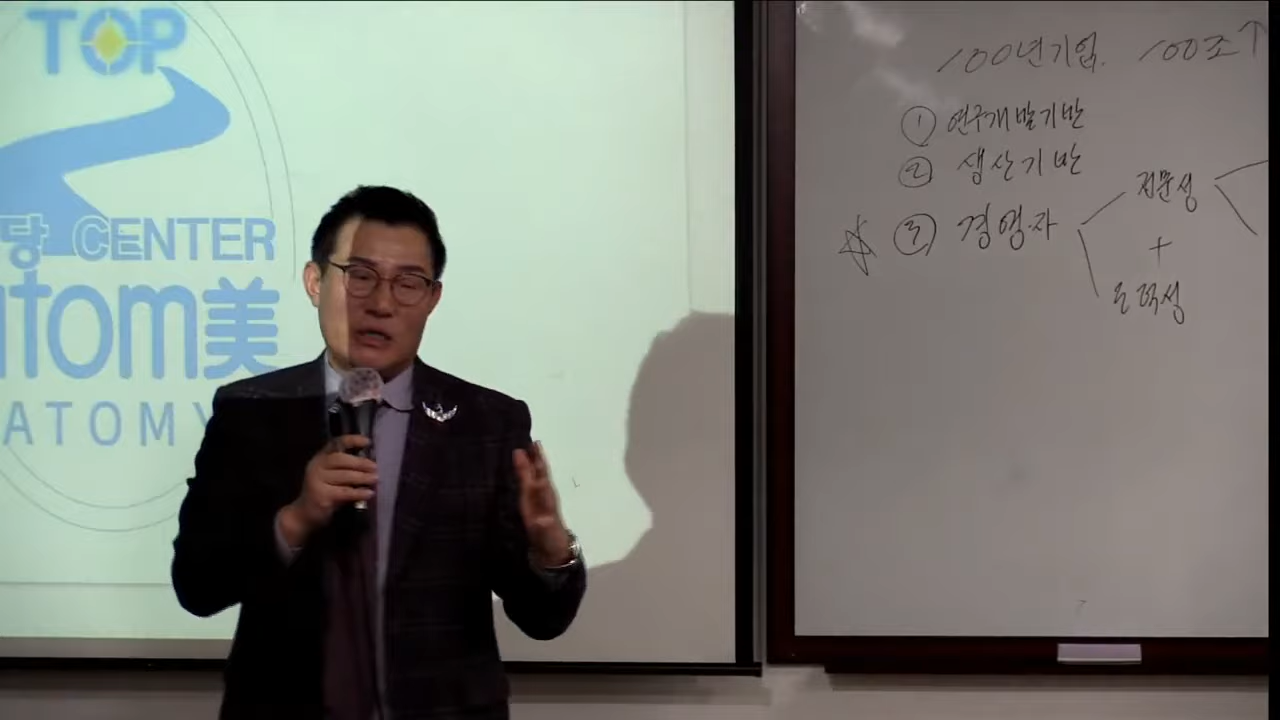 TOP
당 CENTER
atom美
ATOMY
100년기업. 100조↑
① 연구개발기반
② 생산기반
☆ ③ 경영자
전문성
+
도덕성